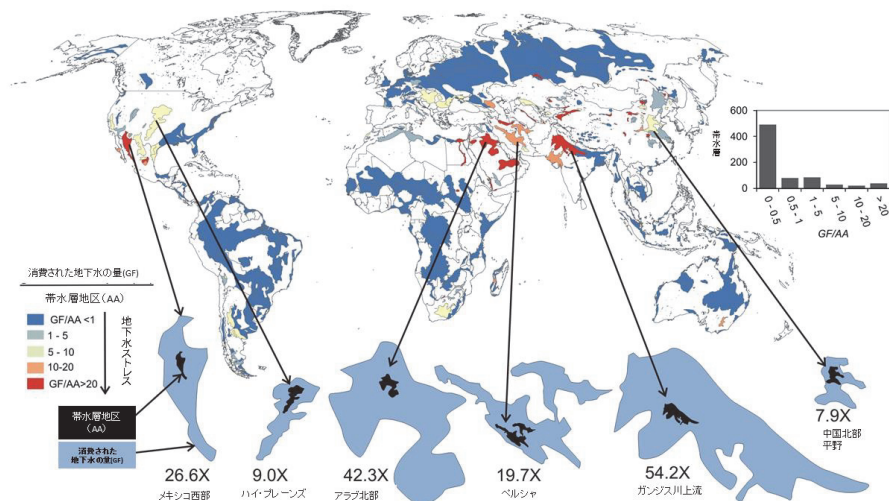 600
400
200
0
帯水層
0 - 0.5
0.5 - 1
1 - 5
5 - 10
10 - 20
> 20
GF/AA
消費された地下水の量(GF)
帯水層地区(AA)
GF/AA <1
1 - 5
5 - 10
10-20
GF/AA>20
地下水ストレス
帯水層地区
(AA)
消費された
地下水の量(GF)
26.6X
メキシコ西部
9.0X
ハイ・プレーンズ
42.3X
アラブ北部
19.7X
ペルシャ
54.2X
ガンジス川上流
7.9X
中国北部
平野